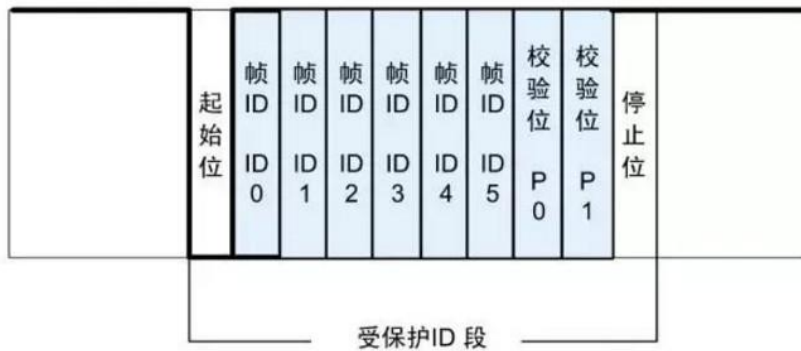 起始位
帧ID ID0
帧ID ID1
帧ID ID2
帧ID ID3
帧ID ID4
帧ID ID5
校验位 P0
校验位 P1
停止位
受保护ID 段